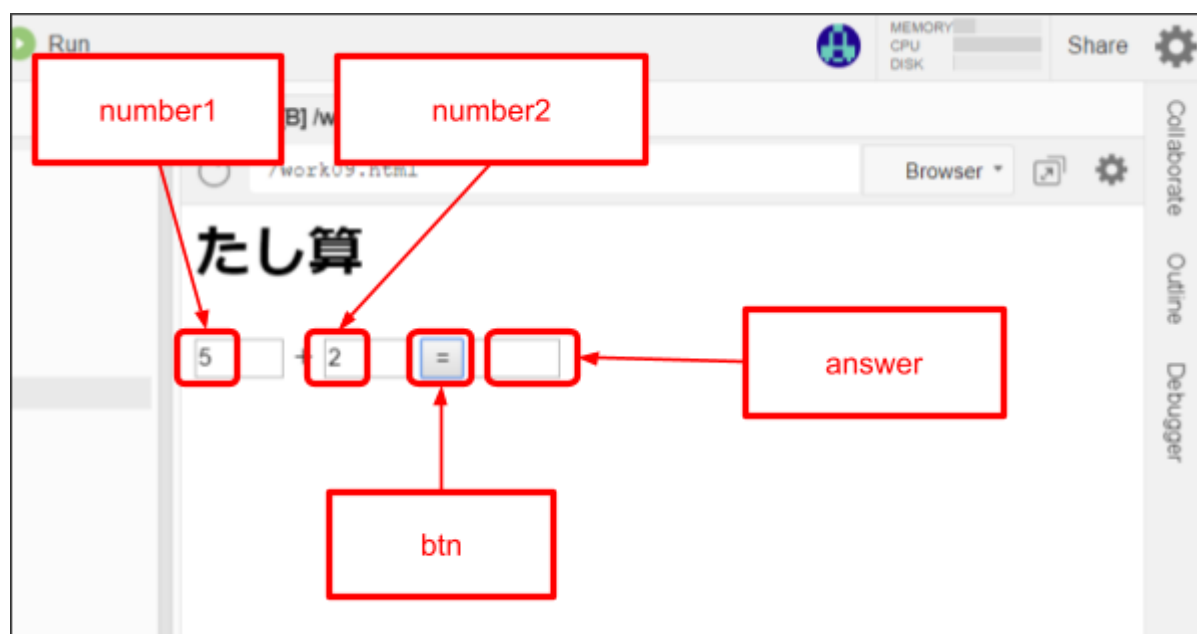 Run
MEMORY
CPU
DISK
Share
number1
number2
[B] /w
/work09.html
Browser
Collaborate
Outline
Debugger
たし算
5 + 2 =
answer
btn